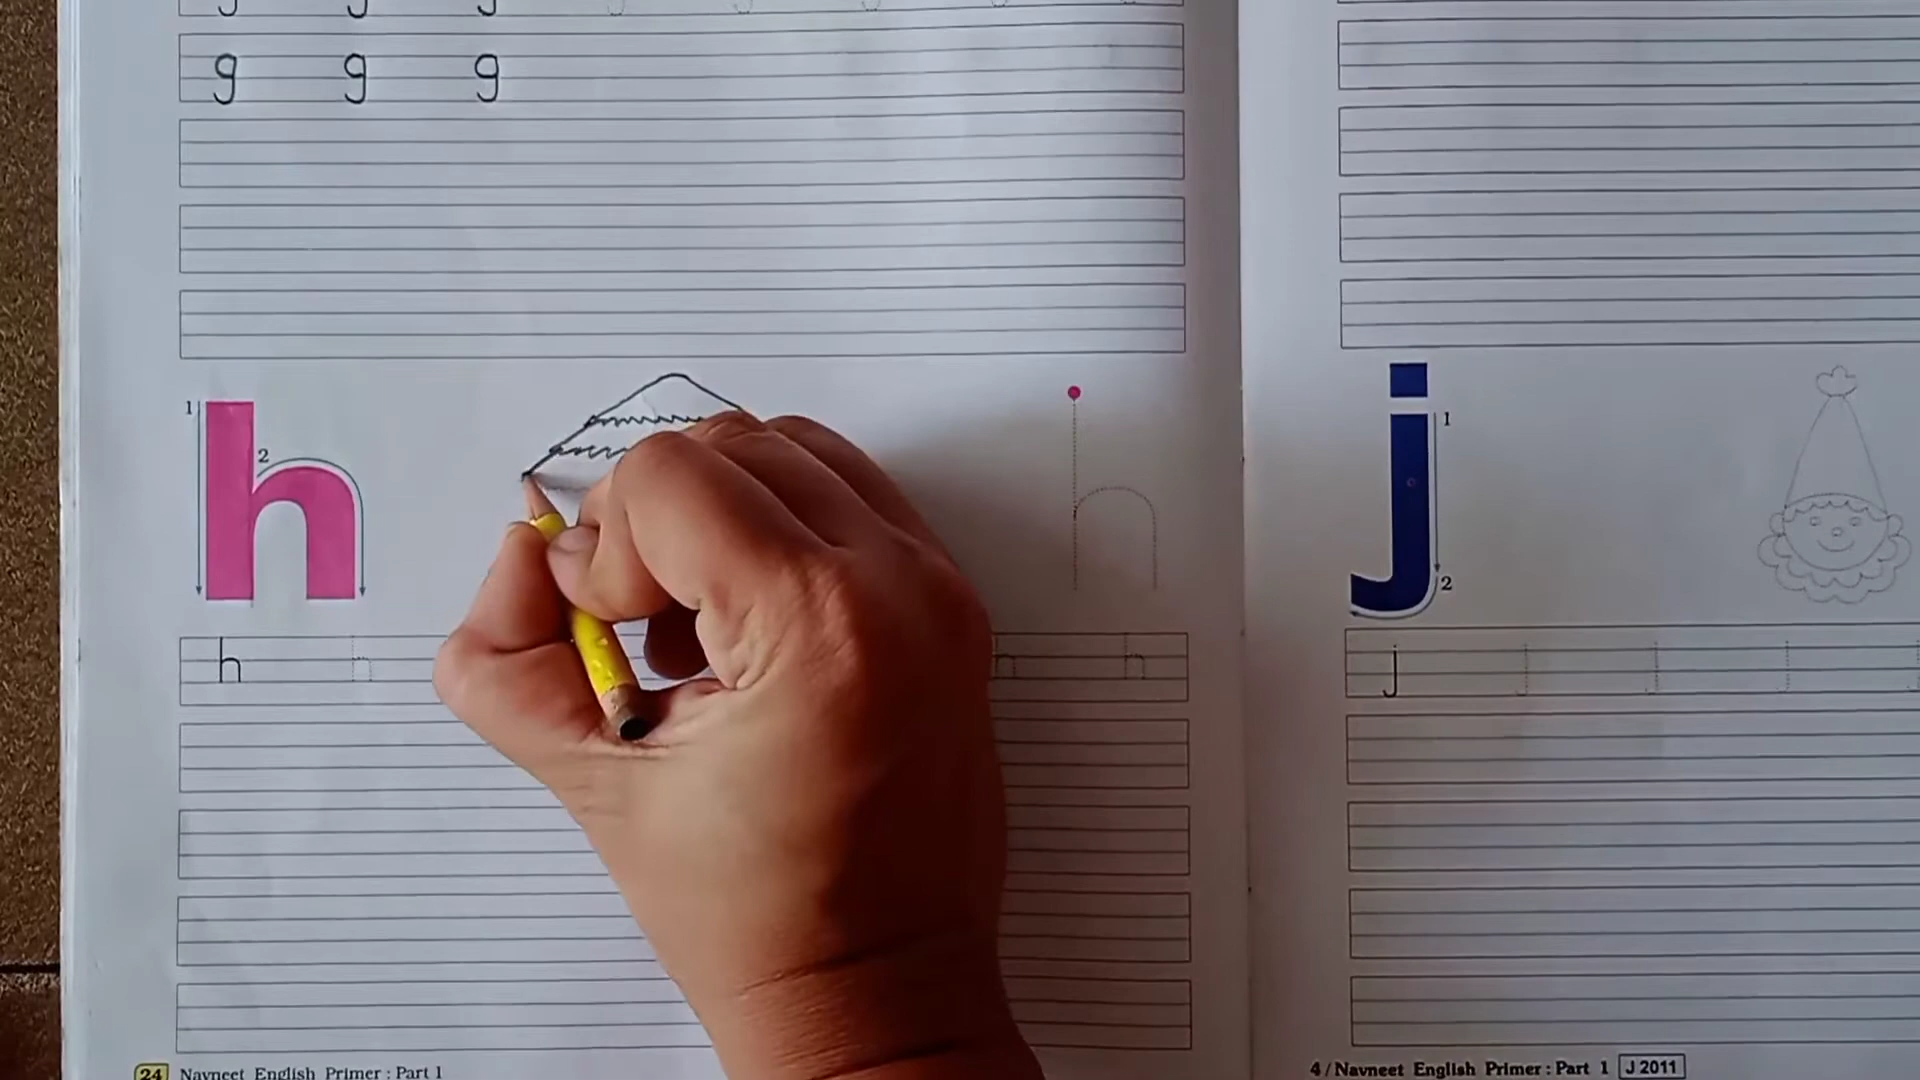 g g g g g g g g
g g g
1 h 2
h
j 1 2
h h h h
j j j j j
24 Navneet English Primer : Part 1
4 / Navneet English Primer : Part 1 J 2011